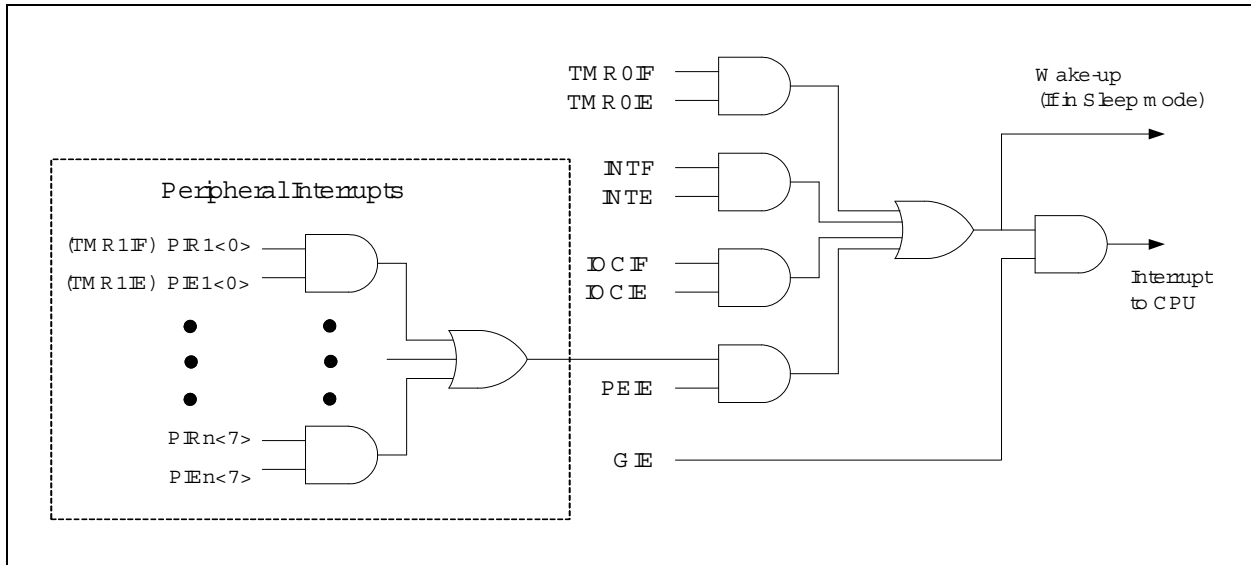 TMR0IF
TMR0IE
Wake-up
(If in Sleep mode)
INTF
INTE
Peripheral Interrupts
(TMR1IF) PIR1<0>
(TMR1IE) PIE1<0>
IOCIF
IOCIE
Interrupt
to CPU
PEIE
PIRn<7>
PIEn<7>
GIE